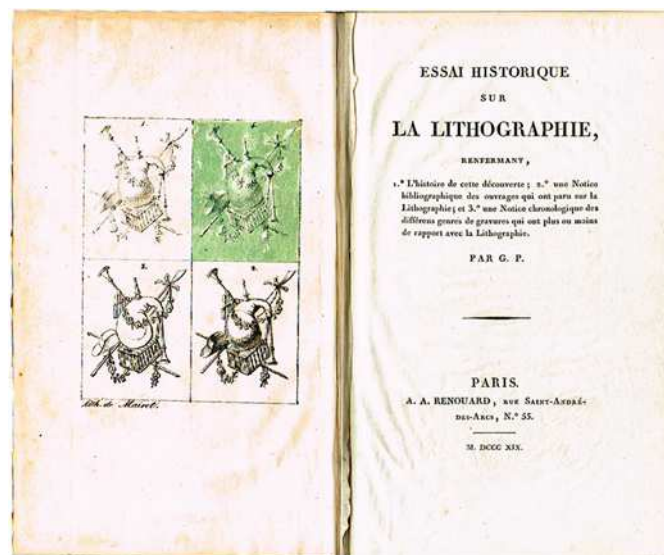 1.
2.
3.
Lith. de Mairet.
ESSAI HISTORIQUE
SUR
LA LITHOGRAPHIE,
RENFERMANT,
1.° L'histoire de cette découverte; 2.° une Notice
bibliographique des ouvrages qui ont paru sur la
Lithographie; et 3.° une Notice chronologique des
différens genres de gravures qui ont plus ou moins
de rapport avec la Lithographie.
PAR G. P.
PARIS.
A. A. RENOUARD, RUE SAINT-ANDRÉ-
DES-ARCS, N.° 55.
M. DCCC XIX.